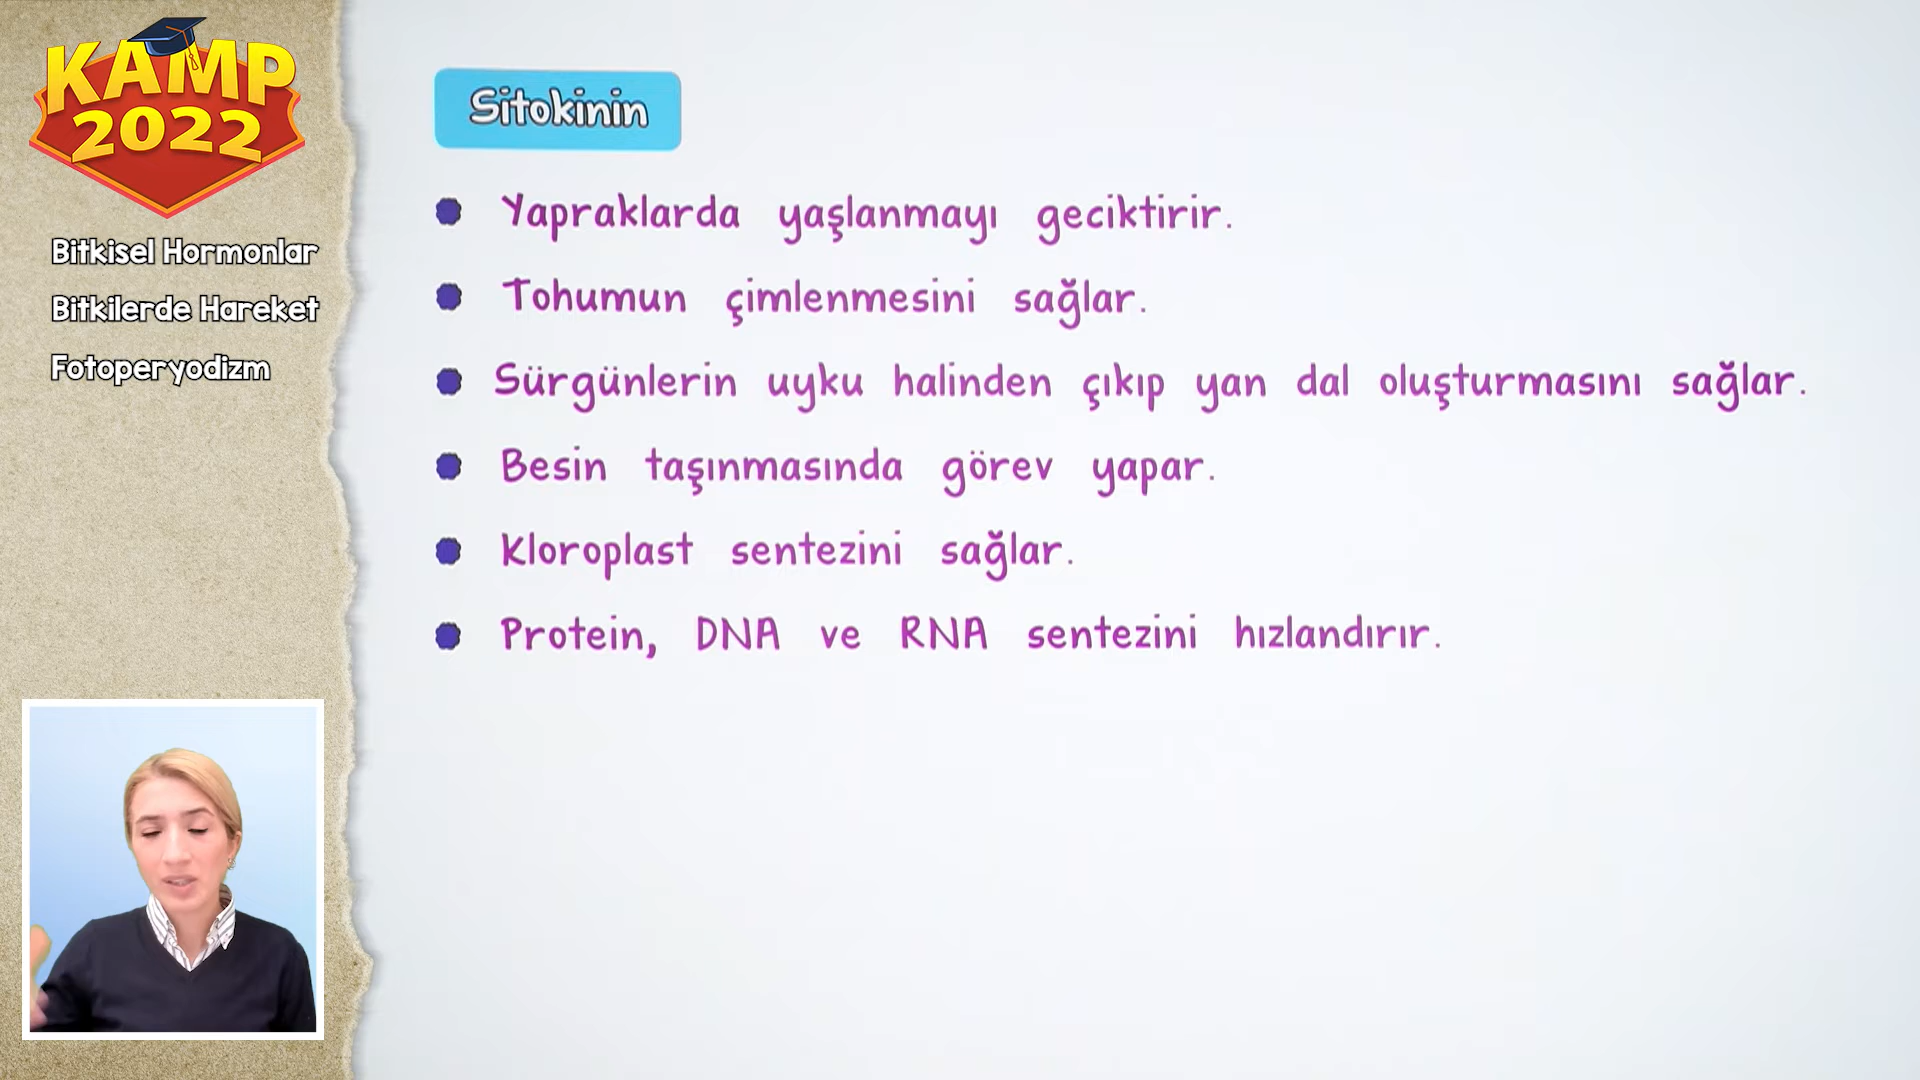 KAMP
2022
Bitkisel Hormonlar
Bitkilerde Hareket
Fotoperyodizm
Sitokinin
Yapraklarda yaşlanmayı geciktirir.
Tohumun çimlenmesini sağlar.
Sürgünlerin uyku halinden çıkıp yan dal oluşturmasını sağlar.
Besin taşınmasında görev yapar.
Kloroplast sentezini sağlar.
Protein, DNA ve RNA sentezini hızlandırır.